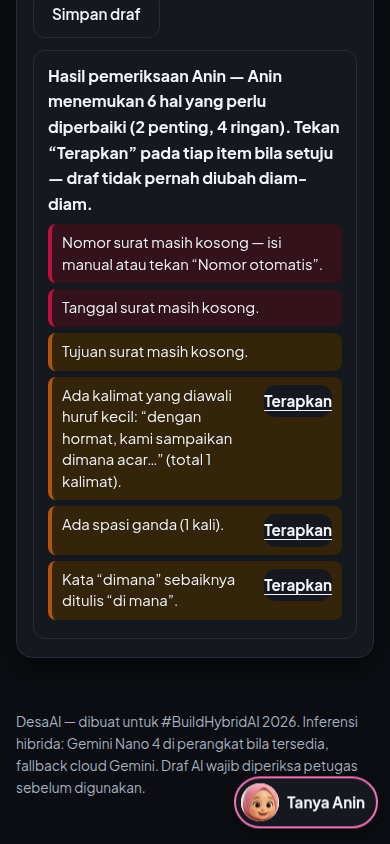 Simpan draf
Hasil pemeriksaan Anin — Anin
menemukan 6 hal yang perlu
diperbaiki (2 penting, 4 ringan). Tekan
“Terapkan” pada tiap item bila setuju
— draf tidak pernah diubah diam-
diam.
Nomor surat masih kosong — isi
manual atau tekan “Nomor otomatis”.
Tanggal surat masih kosong.
Tujuan surat masih kosong.
Ada kalimat yang diawali
huruf kecil: “dengan
hormat, kami sampaikan
dimana acar…” (total 1
kalimat).
Terapkan
Ada spasi ganda (1 kali).
Terapkan
Kata “dimana” sebaiknya
ditulis “di mana”.
Terapkan
DesaAI — dibuat untuk #BuildHybridAI 2026. Inferensi
hibrida: Gemini Nano 4 di perangkat bila tersedia,
fallback cloud Gemini. Draf AI wajib diperiksa petugas
sebelum digunakan.
Tanya Anin